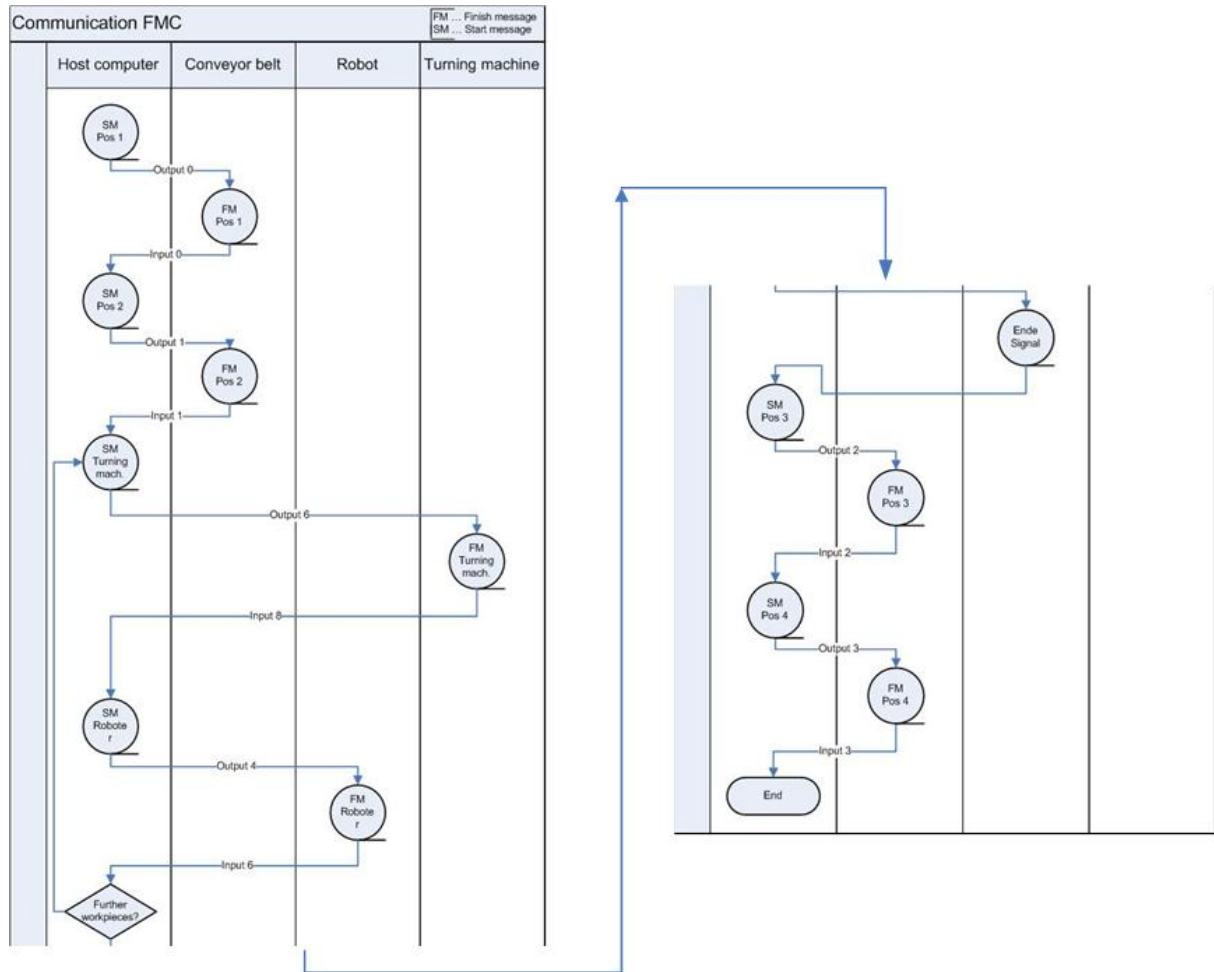 Communication FMC
FM ... Finish message
SM ... Start message
Host computer
Conveyor belt
Robot
Turning machine
SM
Pos 1
Output 0
FM
Pos 1
Input 0
SM
Pos 2
Output 1
FM
Pos 2
Input 1
SM
Turning
mach.
Output 6
FM
Turning
mach.
Input 8
SM
Robote
r
Output 4
FM
Robote
r
Input 6
Further
workpieces?
Ende
Signal
SM
Pos 3
Output 2
FM
Pos 3
Input 2
SM
Pos 4
Output 3
FM
Pos 4
Input 3
End